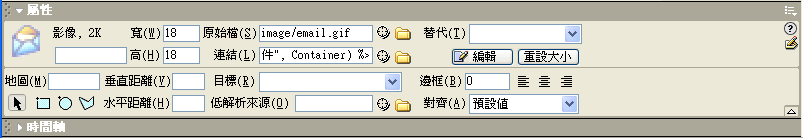 屬性
影像, 2K 寬(W) 18 原始檔(S) image/email.gif 替代(T)
高(H) 18 連結(L) 件", Container) %> 編輯 重設大小
地圖(M) 垂直距離(V) 目標(R) 邊框(B) 0
水平距離(H) 低解析來源(O) 對齊(A) 預設值
時間軸